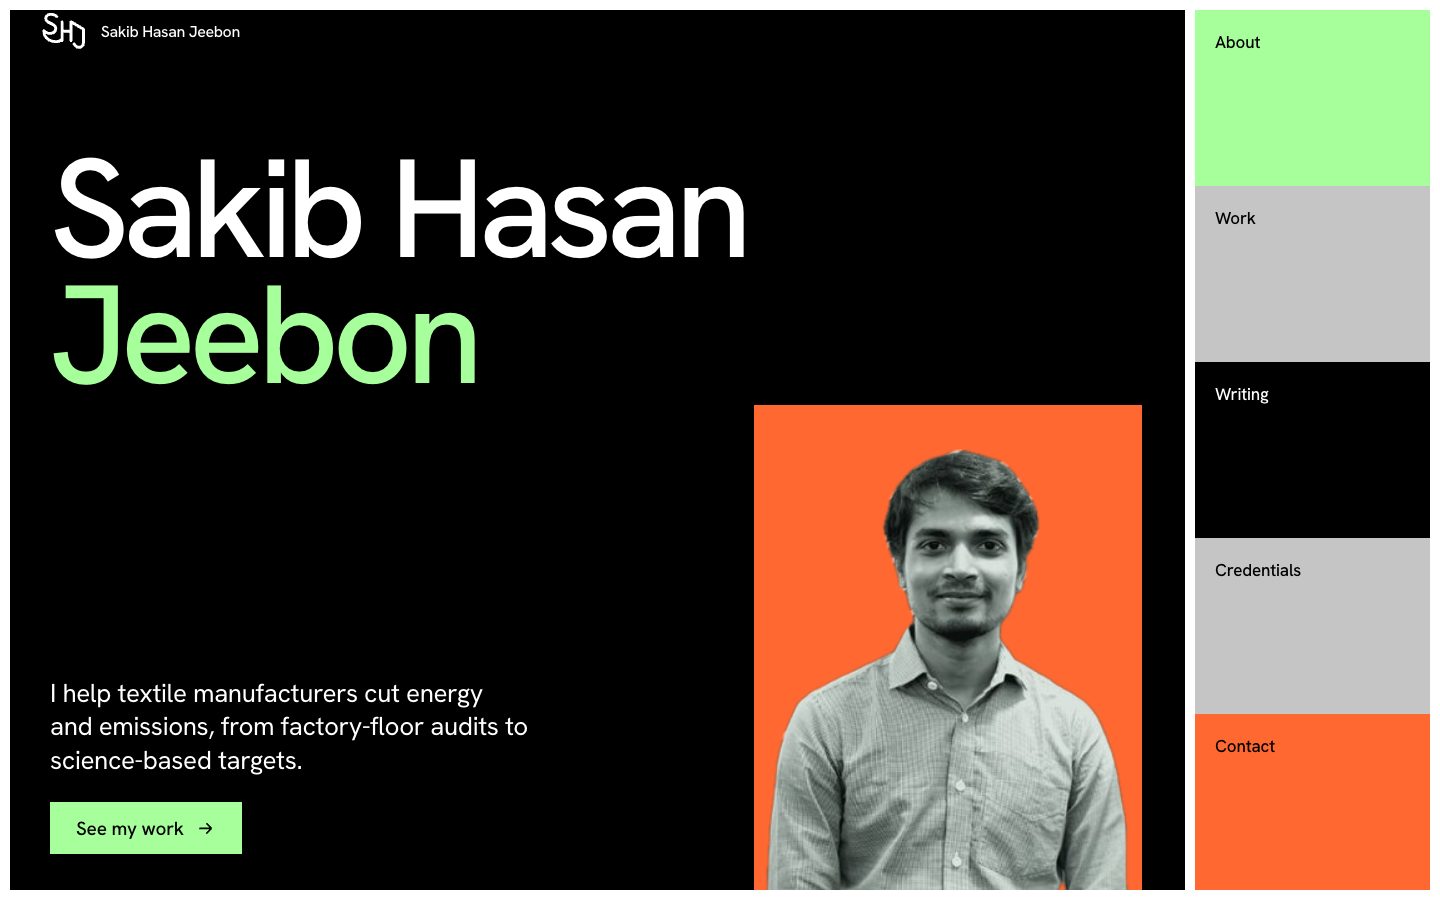 SHJ
Sakib Hasan Jeebon
Sakib Hasan
Jeebon
I help textile manufacturers cut energy
and emissions, from factory-floor audits to
science-based targets.
See my work →
About
Work
Writing
Credentials
Contact